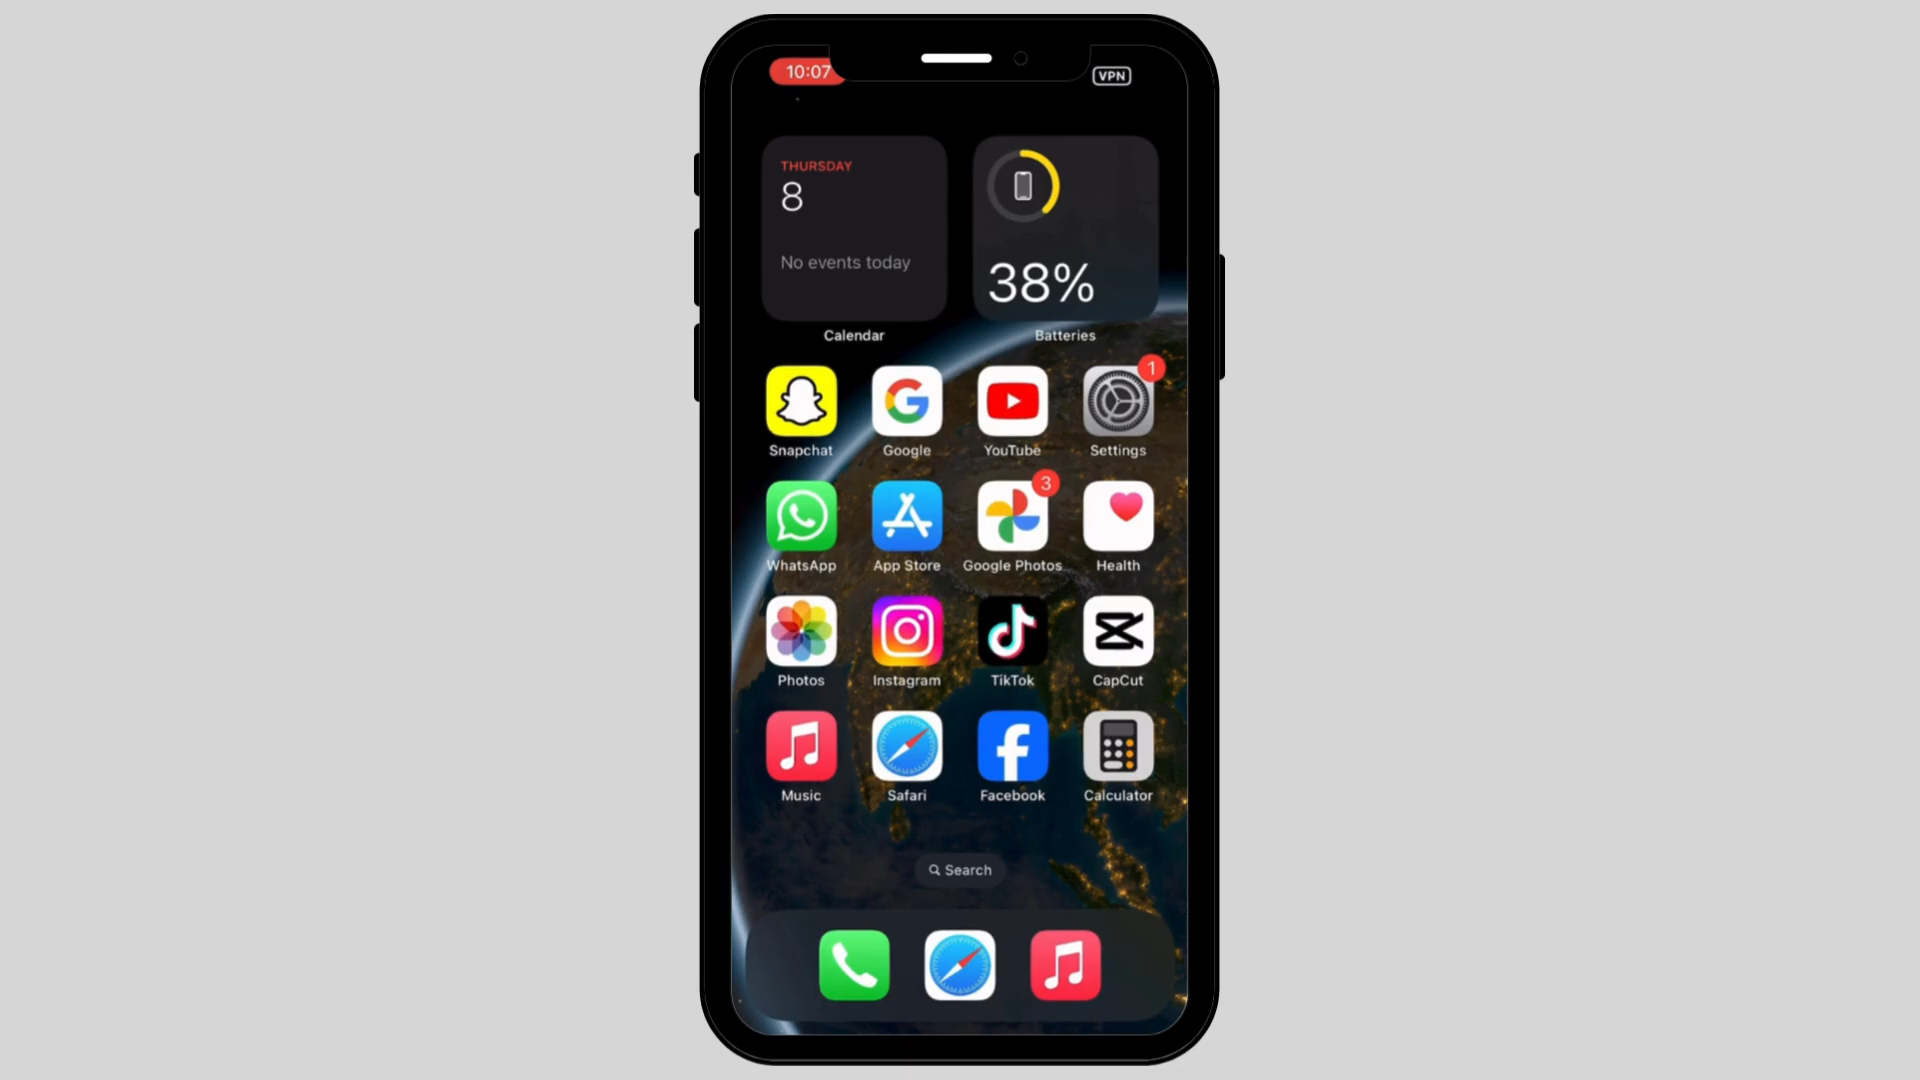 10:07
VPN
THURSDAY
8
No events today
38%
Calendar
Batteries
1
Snapchat
Google
YouTube
Settings
3
WhatsApp
App Store
Google Photos
Health
Photos
Instagram
TikTok
CapCut
Music
Safari
Facebook
Calculator
Search